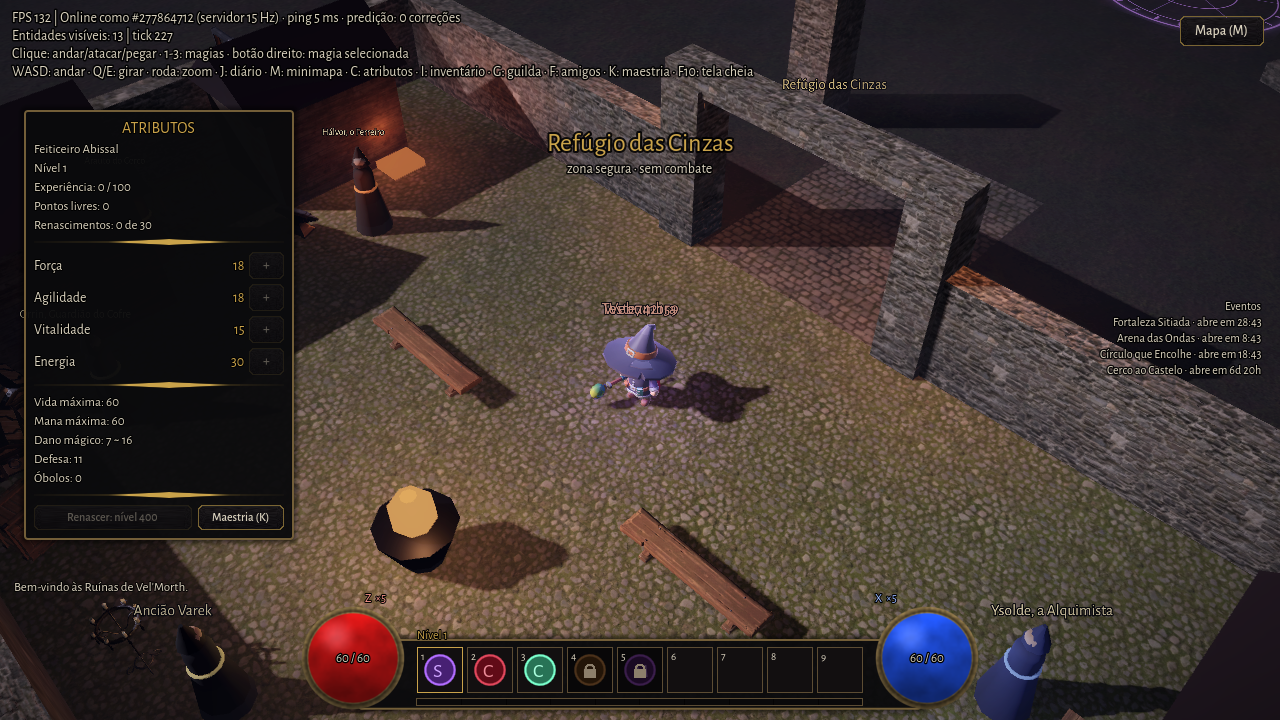 FPS 132 | Online como #277864712 (servidor 15 Hz) · ping 5 ms · predição: 0 correções
Entidades visíveis: 13 | tick 227
Clique: andar/atacar/pegar · 1-3: magias · botão direito: magia selecionada
WASD: andar · Q/E: girar · roda: zoom · J: diário · M: minimapa · C: atributos · I: inventário · G: guilda · F: amigos · K: maestria · F10: tela cheia
Mapa (M)
Refúgio das Cinzas
Refúgio das Cinzas
zona segura · sem combate
Hálvor, o Ferreiro
ATRIBUTOS
Feiticeiro Abissal
Nível 1
Experiência: 0 / 100
Pontos livres: 0
Renascimentos: 0 de 30
Força 18 +
Agilidade 18 +
Vitalidade 15 +
Energia 30 +
Vida máxima: 60
Mana máxima: 60
Dano mágico: 7 ~ 16
Defesa: 11
Óbolos: 0
Renascer: nível 400
Maestria (K)
Eventos
Fortaleza Sitiada · abre em 28:43
Arena das Ondas · abre em 8:43
Círculo que Encolhe · abre em 18:43
Cerco ao Castelo · abre em 6d 20h
Bem-vindo às Ruínas de Vel'Morth.
Ancião Varek
Ysolde, a Alquimista
Z ×5
X ×5
Nível 1
60 / 60
1 S 2 C 3 C 4 5 6 7 8 9
60 / 60